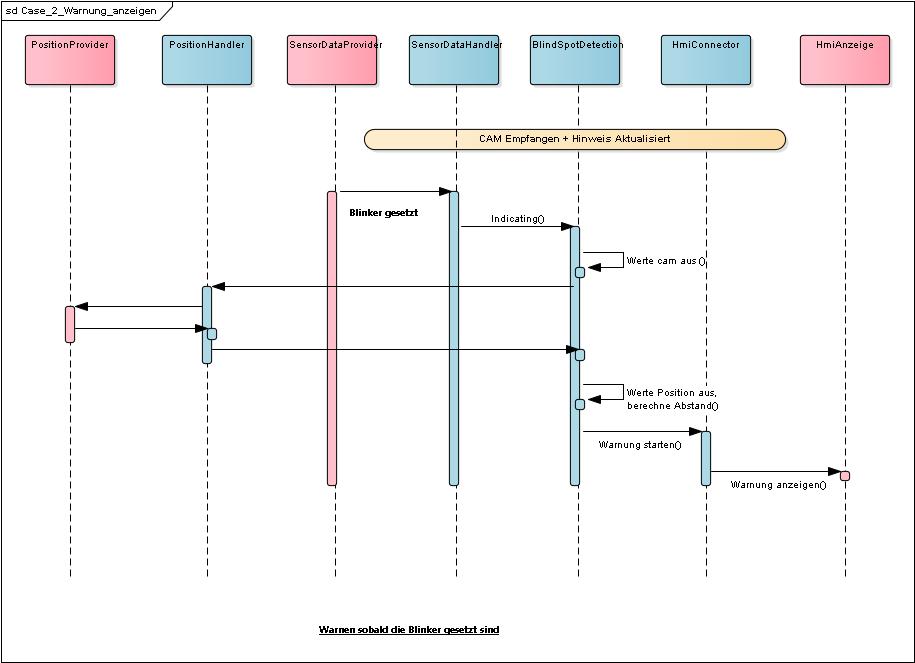 sd Case_2_Warnung_anzeigen
PositionProvider
PositionHandler
SensorDataProvider
SensorDataHandler
BlindSpotDetection
HmiConnector
HmiAnzeige
CAM Empfangen + Hinweis Aktualisiert
Blinker gesetzt
Indicating()
Werte cam aus ()
Werte Position aus,
berechne Abstand()
Warnung starten()
Warnung anzeigen()
Warnen sobald die Blinker gesetzt sind